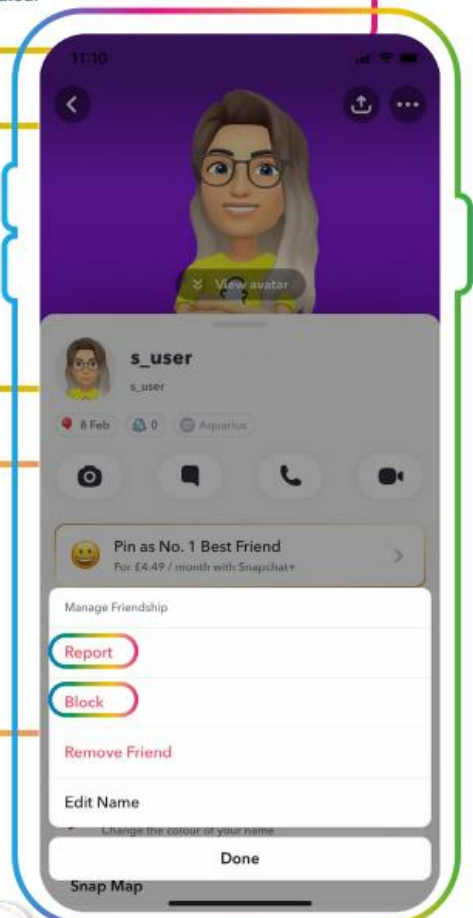 11:10
View avatar
s_user
s_user
8 Feb
0
Aquarius
Pin as No. 1 Best Friend
For £4.49 / month with Snapchat+
Manage Friendship
Report
Block
Remove Friend
Edit Name
Change the colour of your name
Done
Snap Map